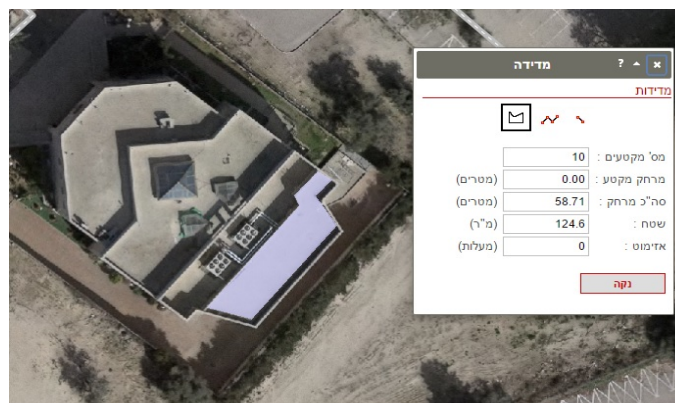 מדידה ?
מדידות
מס' מקטעים : 10
מרחק מקטע : 0.00 (מטרים)
סה"כ מרחק : 58.71 (מטרים)
שטח : 124.6 (מ"ר)
אזימוט : 0 (מעלות)
נקה